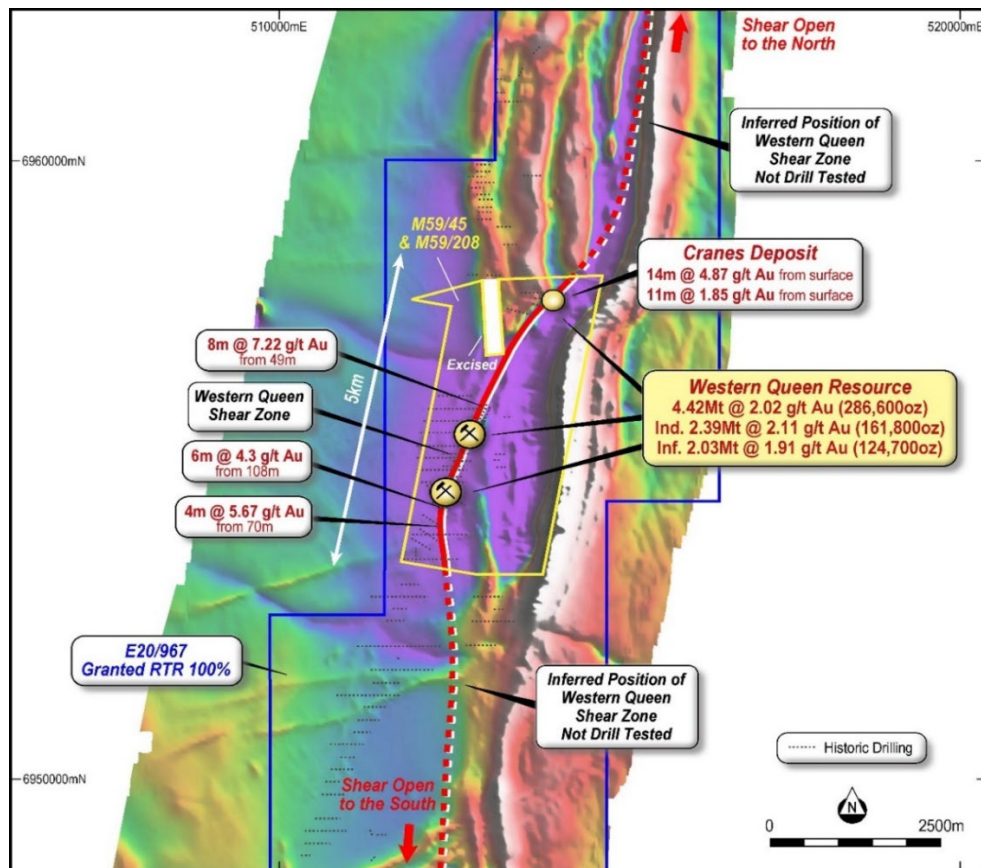 510000mE
520000mE
Shear Open
to the North
Inferred Position of
Western Queen
Shear Zone
Not Drill Tested
6960000mN
M59/45
& M59/208
Cranes Deposit
14m @ 4.87 g/t Au from surface
11m @ 1.85 g/t Au from surface
8m @ 7.22 g/t Au
from 49m
Excised
5km
Western Queen
Shear Zone
Western Queen Resource
4.42Mt @ 2.02 g/t Au (286,600oz)
Ind. 2.39Mt @ 2.11 g/t Au (161,800oz)
Inf. 2.03Mt @ 1.91 g/t Au (124,700oz)
6m @ 4.3 g/t Au
from 108m
4m @ 5.67 g/t Au
from 70m
E20/967
Granted RTR 100%
Inferred Position of
Western Queen
Shear Zone
Not Drill Tested
Historic Drilling
6950000mN
Shear Open
to the South
N
0
2500m